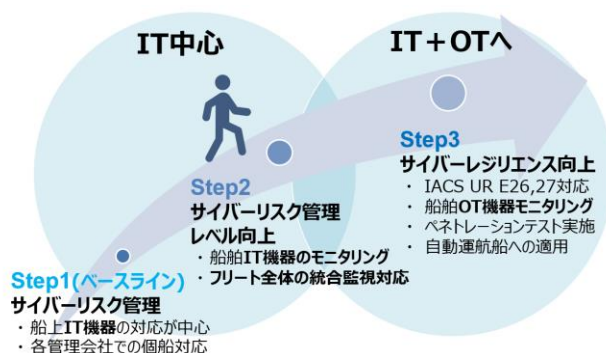 IT中心
IT+OTへ
Step1(ベースライン)
サイバーリスク管理
・ 船上IT機器の対応が中心
・ 各管理会社での個船対応
Step2
サイバーリスク管理
レベル向上
・ 船舶IT機器のモニタリング
・ フリート全体の統合監視対応
Step3
サイバーレジリエンス向上
・ IACS UR E26,27対応
・ 船舶OT機器モニタリング
・ ペネトレーションテスト実施
・ 自動運航船への適用